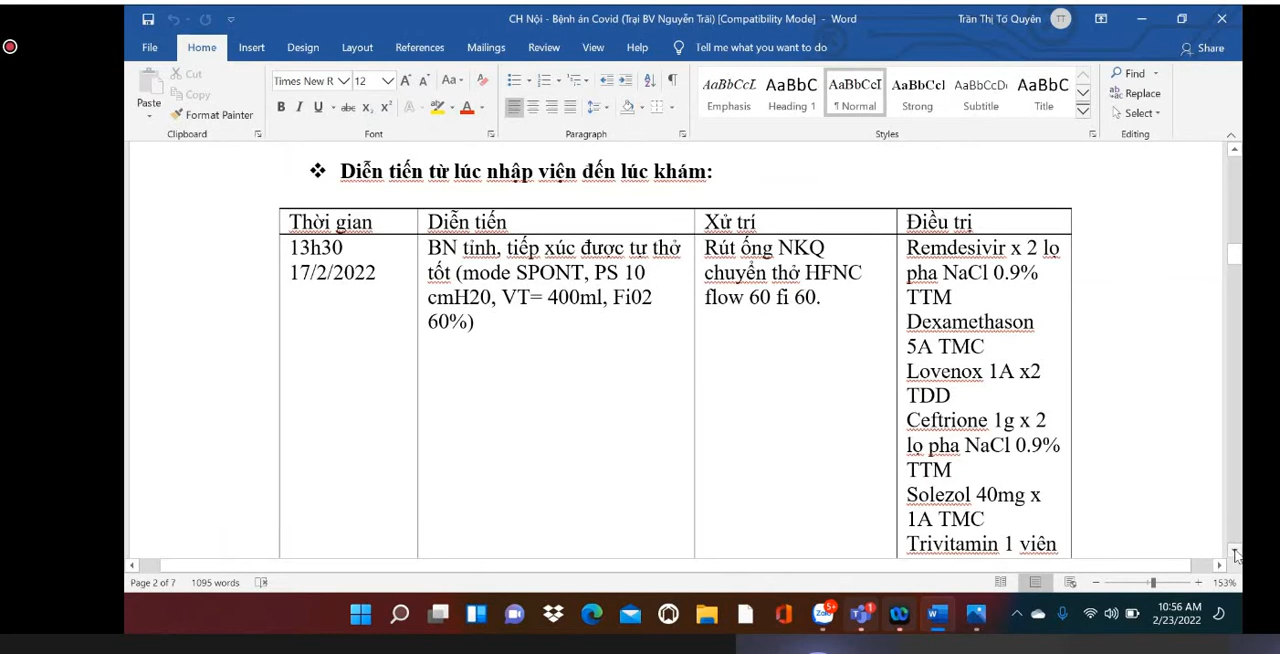 CH Nội - Bệnh án Covid (Trại BV Nguyễn Trãi) [Compatibility Mode] - Word
Trần Thị Tố Quyên
TT
File Home Insert Design Layout References Mailings Review View Help Tell me what you want to do
Share
Paste
Cut
Copy
Format Painter
Clipboard
Times New R 12
Font
Paragraph
AaBbCcL AaBbC AaBbCcI AaBbCcl AaBbCcDc AaBbC
Emphasis Heading 1 ¶ Normal Strong Subtitle Title
Styles
Find
Replace
Select
Editing
❖ Diễn tiến từ lúc nhập viện đến lúc khám:
Thời gian Diễn tiến Xử trí Điều trị
13h30
17/2/2022
BN tỉnh, tiếp xúc được tự thở
tốt (mode SPONT, PS 10
cmH20, VT= 400ml, Fi02
60%)
Rút ống NKQ
chuyển thở HFNC
flow 60 fi 60.
Remdesivir x 2 lọ
pha NaCl 0.9%
TTM
Dexamethason
5A TMC
Lovenox 1A x2
TDD
Ceftrione 1g x 2
lọ pha NaCl 0.9%
TTM
Solezol 40mg x
1A TMC
Trivitamin 1 viên
Page 2 of 7 1095 words
153%
Zalo 5+
1
10:56 AM
2/23/2022